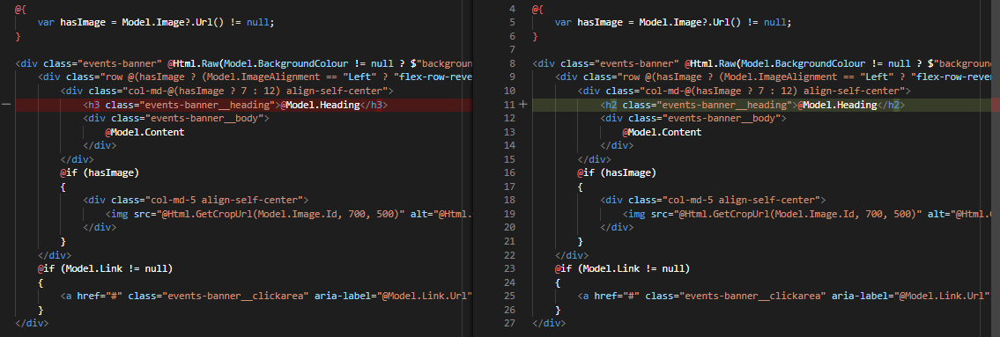 @{
var hasImage = Model.Image?.Url() != null;
}
<div class="events-banner" @Html.Raw(Model.BackgroundColour != null ? $"background
<div class="row @(hasImage ? (Model.ImageAlignment == "Left" ? "flex-row-reve
<div class="col-md-@(hasImage ? 7 : 12) align-self-center">
— <h3 class="events-banner__heading">@Model.Heading</h3>
<div class="events-banner__body">
@Model.Content
</div>
</div>
@if (hasImage)
{
<div class="col-md-5 align-self-center">
<img src="@Html.GetCropUrl(Model.Image.Id, 700, 500)" alt="@Html.
</div>
}
</div>
@if (Model.Link != null)
{
<a href="#" class="events-banner__clickarea" aria-label="@Model.Link.Url"
}
</div>
4 @{
5 var hasImage = Model.Image?.Url() != null;
6 }
7
8 <div class="events-banner" @Html.Raw(Model.BackgroundColour != null ? $"background
9 <div class="row @(hasImage ? (Model.ImageAlignment == "Left" ? "flex-row-rever
10 <div class="col-md-@(hasImage ? 7 : 12) align-self-center">
11 + <h2 class="events-banner__heading">@Model.Heading</h2>
12 <div class="events-banner__body">
13 @Model.Content
14 </div>
15 </div>
16 @if (hasImage)
17 {
18 <div class="col-md-5 align-self-center">
19 <img src="@Html.GetCropUrl(Model.Image.Id, 700, 500)" alt="@Html.
20 </div>
21 }
22 </div>
23 @if (Model.Link != null)
24 {
25 <a href="#" class="events-banner__clickarea" aria-label="@Model.Link.Url"
26 }
27 </div>